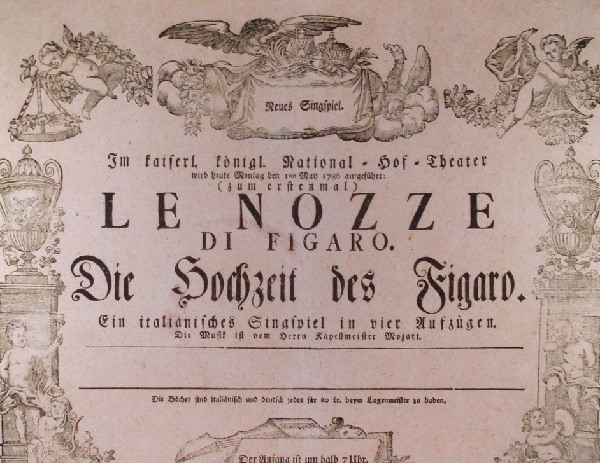 Neues Singspiel.
Im kaiserl. königl. National-Hof-Theater
wird heute Montag den 1ten May 1786 aufgeführt:
(zum erstenmal)
LE NOZZE
DI FIGARO.
Die Hochzeit des Figaro.
Ein italiänisches Singspiel in vier Aufzügen.
Die Musik ist vom Herrn Kapellmeister Mozart.
Die Bücher sind italiänisch und deutsch jedes für 20 kr. beym Logenmeister zu haben.
Der Anfang ist um halb 7 Uhr.